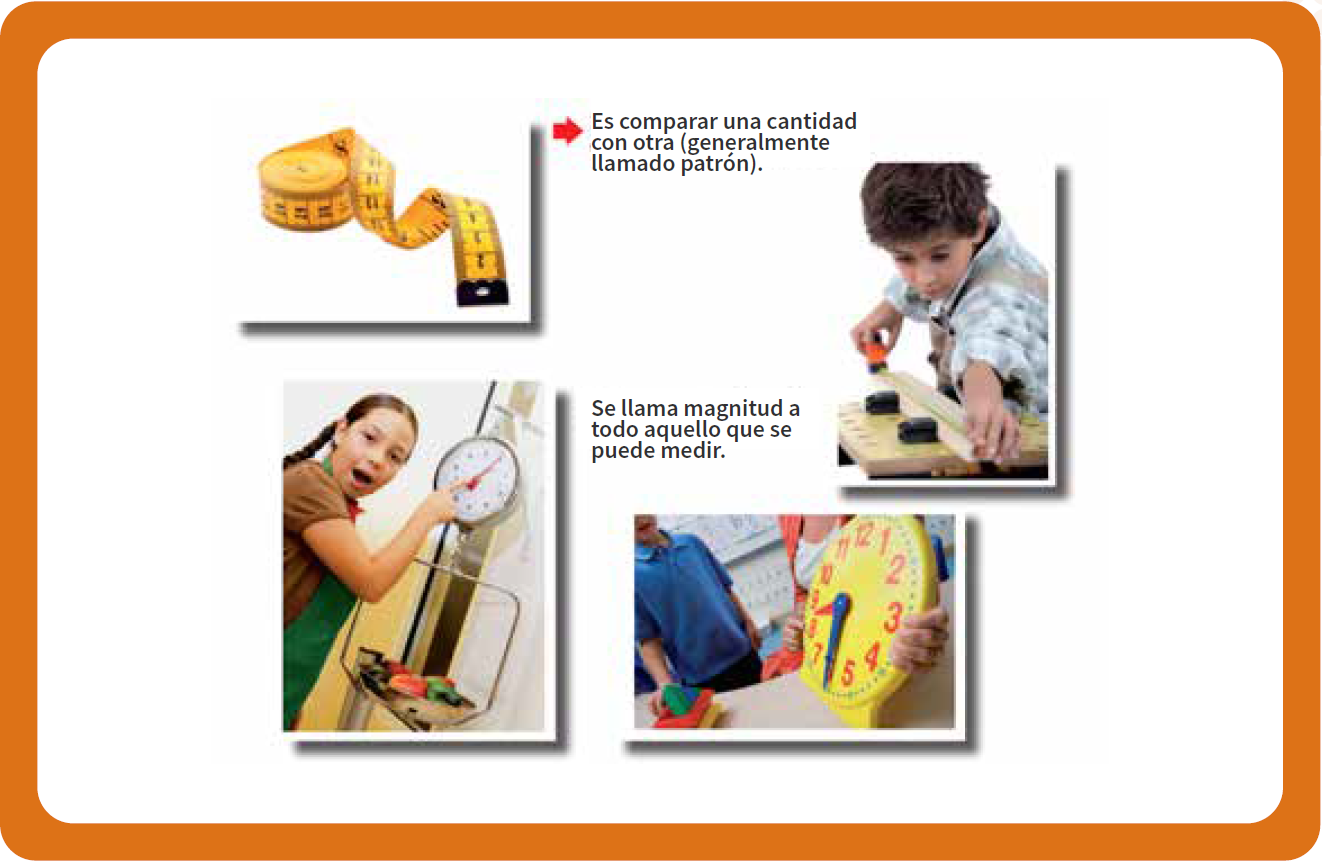 Es comparar una cantidad
con otra (generalmente
llamado patrón).
Se llama magnitud a
todo aquello que se
puede medir.
11
12
1
2
10
3
9
8
4
7
5